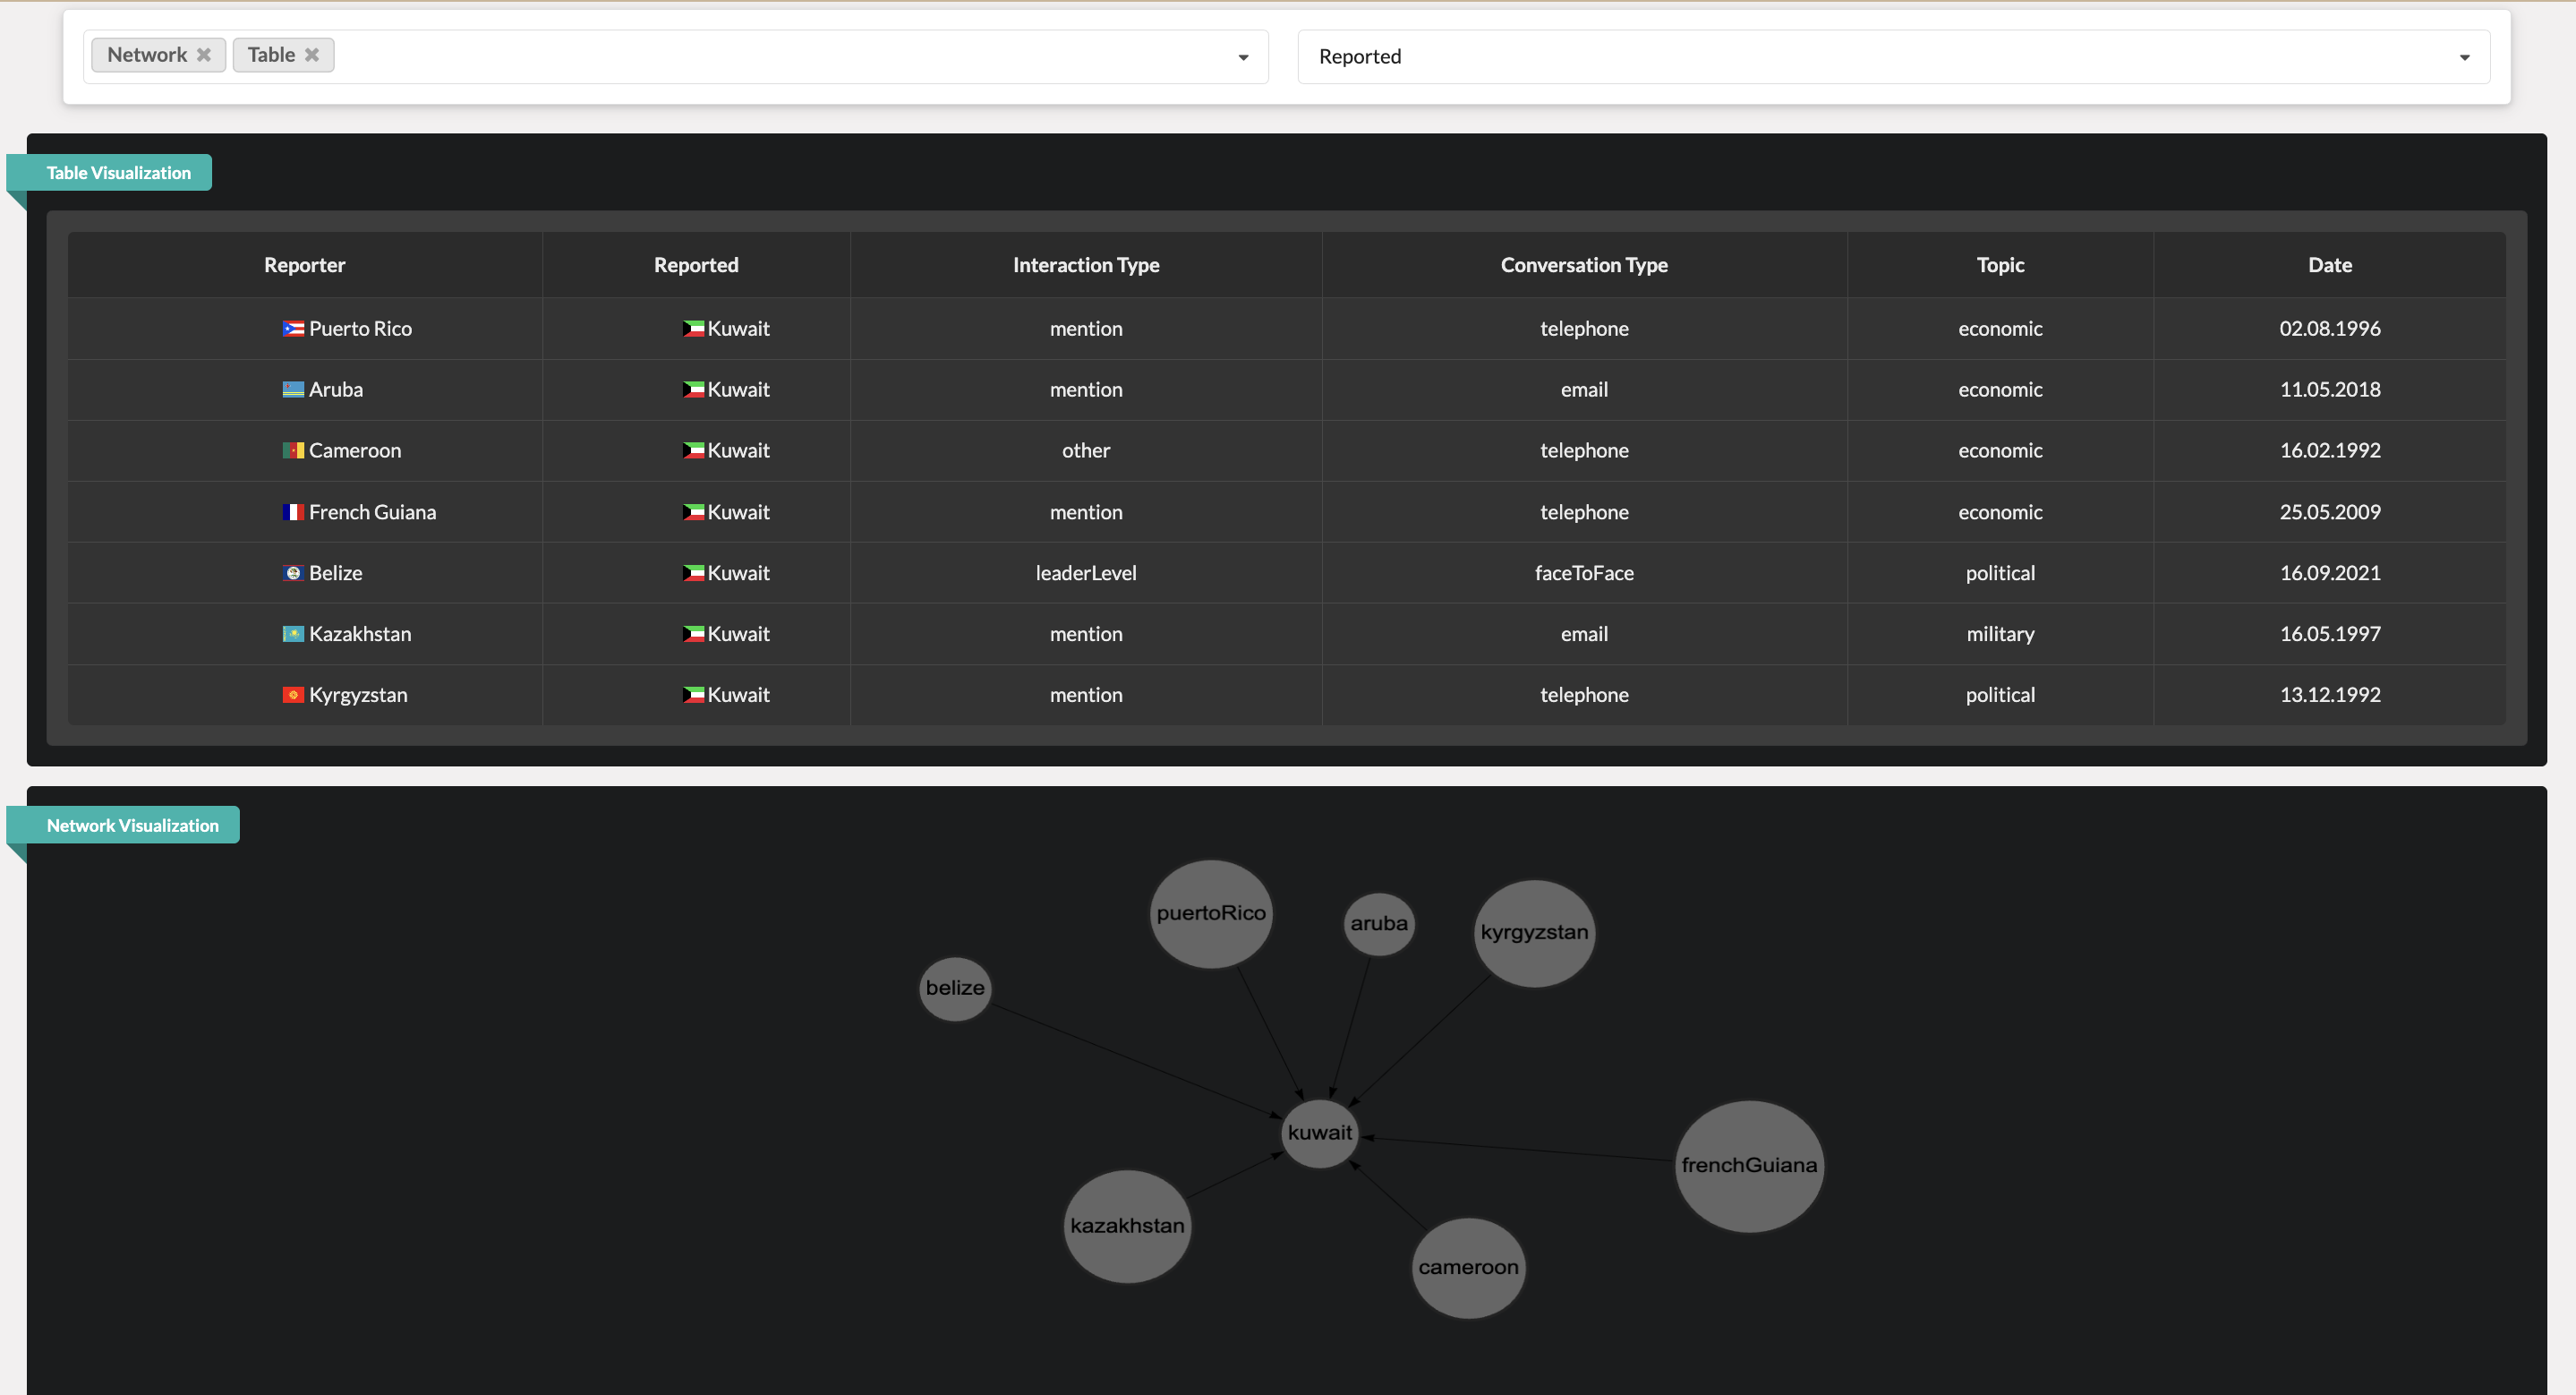 Network Table Reported
Table Visualization
Reporter Reported Interaction Type Conversation Type Topic Date
Puerto Rico Kuwait mention telephone economic 02.08.1996
Aruba Kuwait mention email economic 11.05.2018
Cameroon Kuwait other telephone economic 16.02.1992
French Guiana Kuwait mention telephone economic 25.05.2009
Belize Kuwait leaderLevel faceToFace political 16.09.2021
Kazakhstan Kuwait mention email military 16.05.1997
Kyrgyzstan Kuwait mention telephone political 13.12.1992
Network Visualization
puertoRico
aruba
kyrgyzstan
belize
kuwait
frenchGuiana
kazakhstan
cameroon